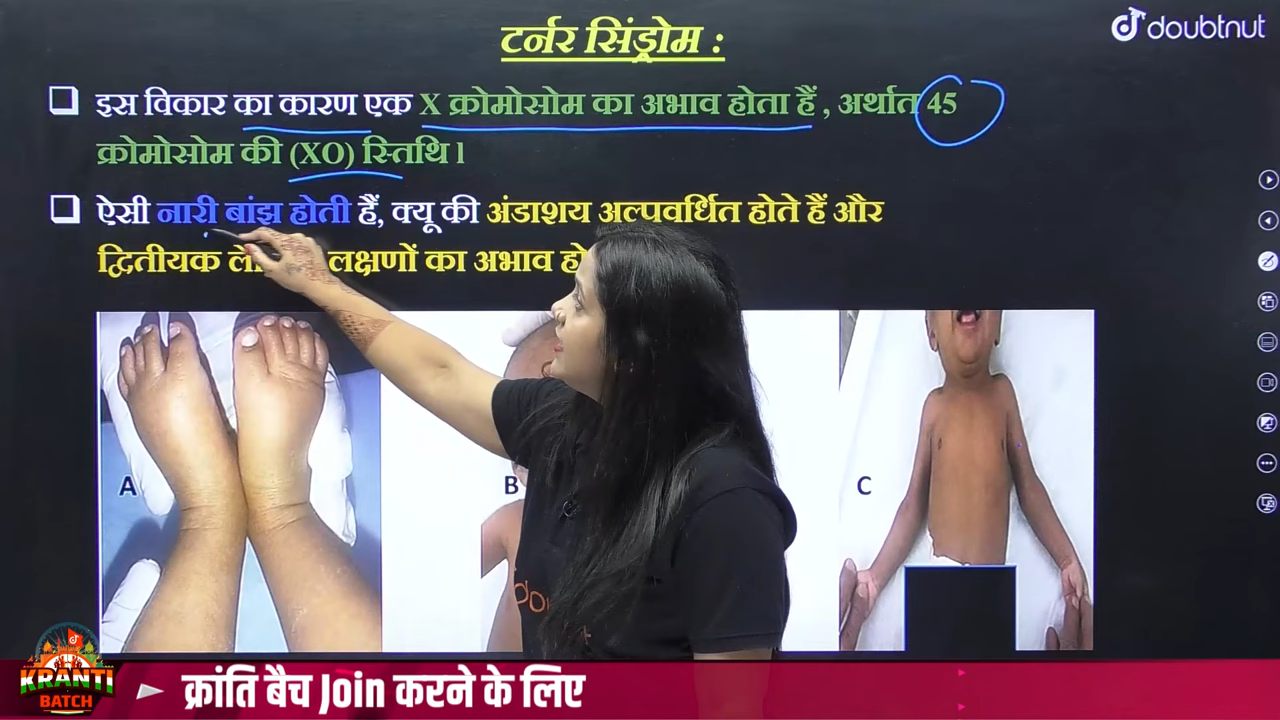 टर्नर सिंड्रोम :
doubtnut
❑ इस विकार का कारण एक X क्रोमोसोम का अभाव होता हैं , अर्थात 45
क्रोमोसोम की (XO) स्तिथि।
❑ ऐसी नारी बांझ होती हैं, क्यू की अंडाशय अल्पवर्धित होते हैं और
द्वितीयक लक्षणों का अभाव
A
B
C
KRANTI
BATCH
क्रांति बैच Join करने के लिए